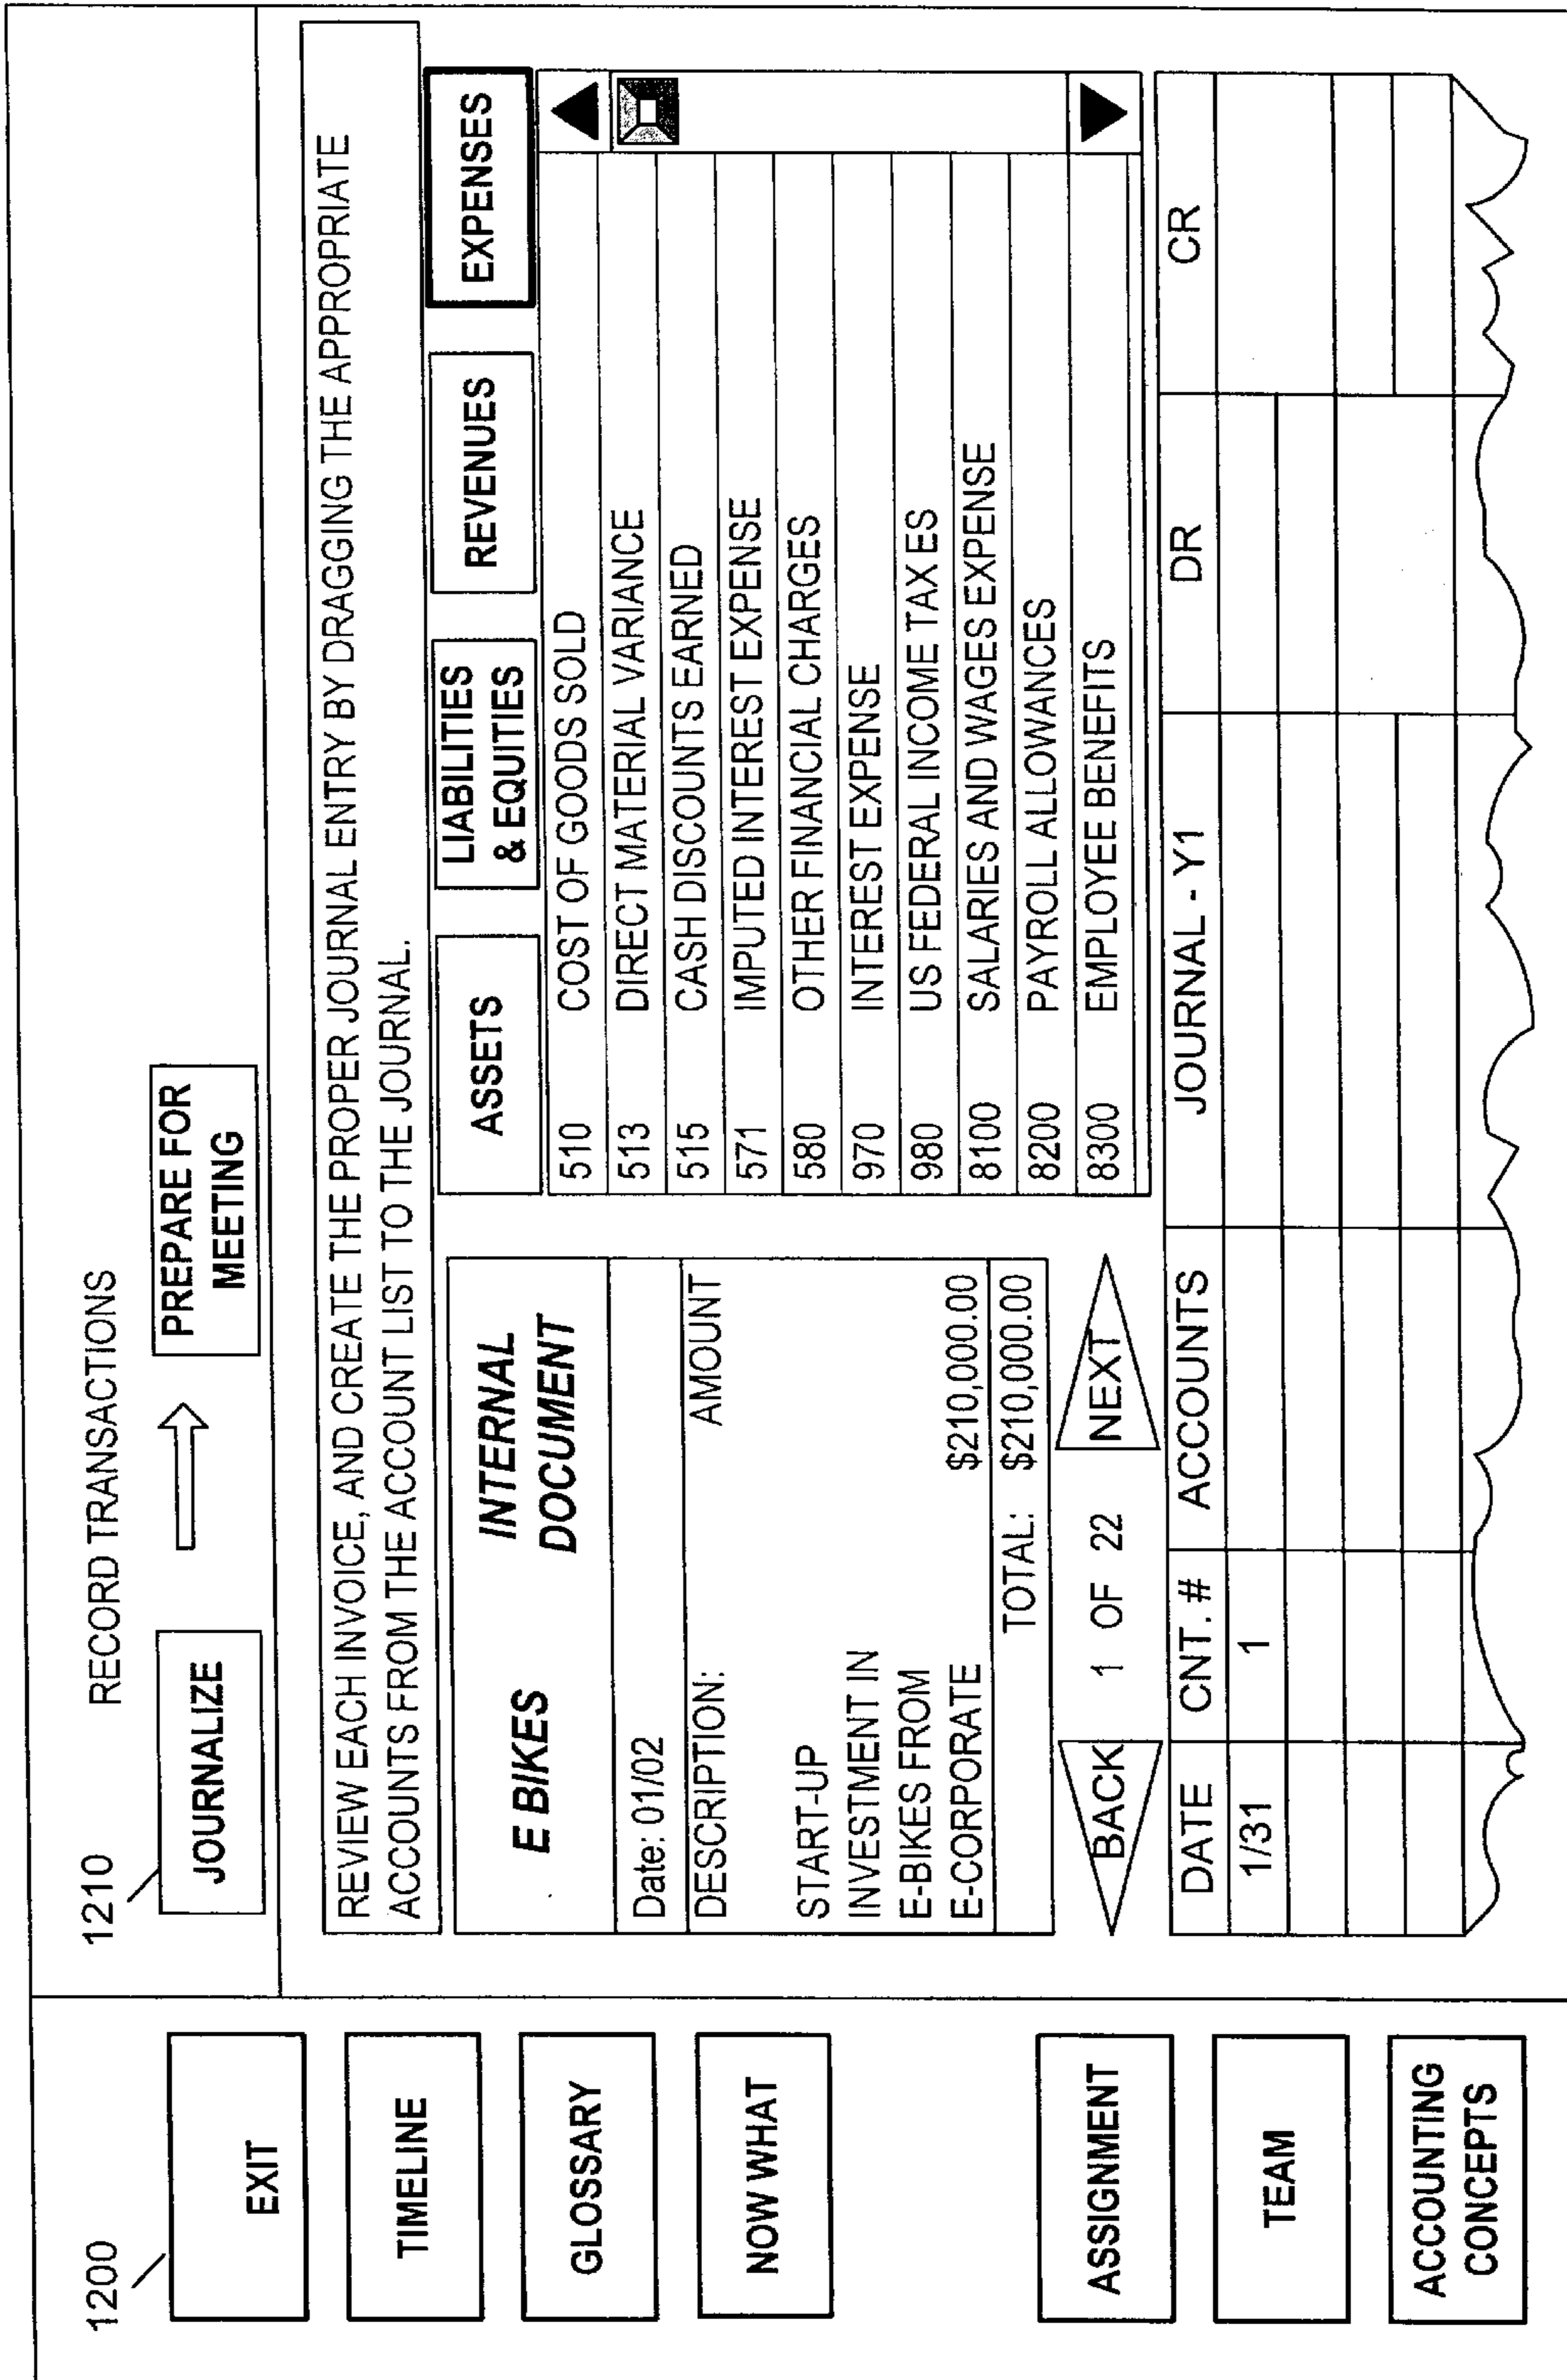 1200
EXIT
TIMELINE
GLOSSARY
NOW WHAT
ASSIGNMENT
TEAM
ACCOUNTING
CONCEPTS
1210
RECORD TRANSACTIONS
JOURNALIZE
PREPARE FOR
MEETING
REVIEW EACH INVOICE, AND CREATE THE PROPER JOURNAL ENTRY BY DRAGGING THE APPROPRIATE
ACCOUNTS FROM THE ACCOUNT LIST TO THE JOURNAL.
E BIKES INTERNAL
DOCUMENT
Date: 01/02
DESCRIPTION: AMOUNT
START-UP
INVESTMENT IN
E-BIKES FROM
E-CORPORATE $210,000.00
TOTAL: $210,000.00
BACK 1 OF 22 NEXT
ASSETS
LIABILITIES
& EQUITIES
REVENUES
EXPENSES
510 COST OF GOODS SOLD
513 DIRECT MATERIAL VARIANCE
515 CASH DISCOUNTS EARNED
571 IMPUTED INTEREST EXPENSE
580 OTHER FINANCIAL CHARGES
970 INTEREST EXPENSE
980 US FEDERAL INCOME TAX ES
8100 SALARIES AND WAGES EXPENSE
8200 PAYROLL ALLOWANCES
8300 EMPLOYEE BENEFITS
DATE CNT. # ACCOUNTS JOURNAL - Y1 DR CR
1/31 1